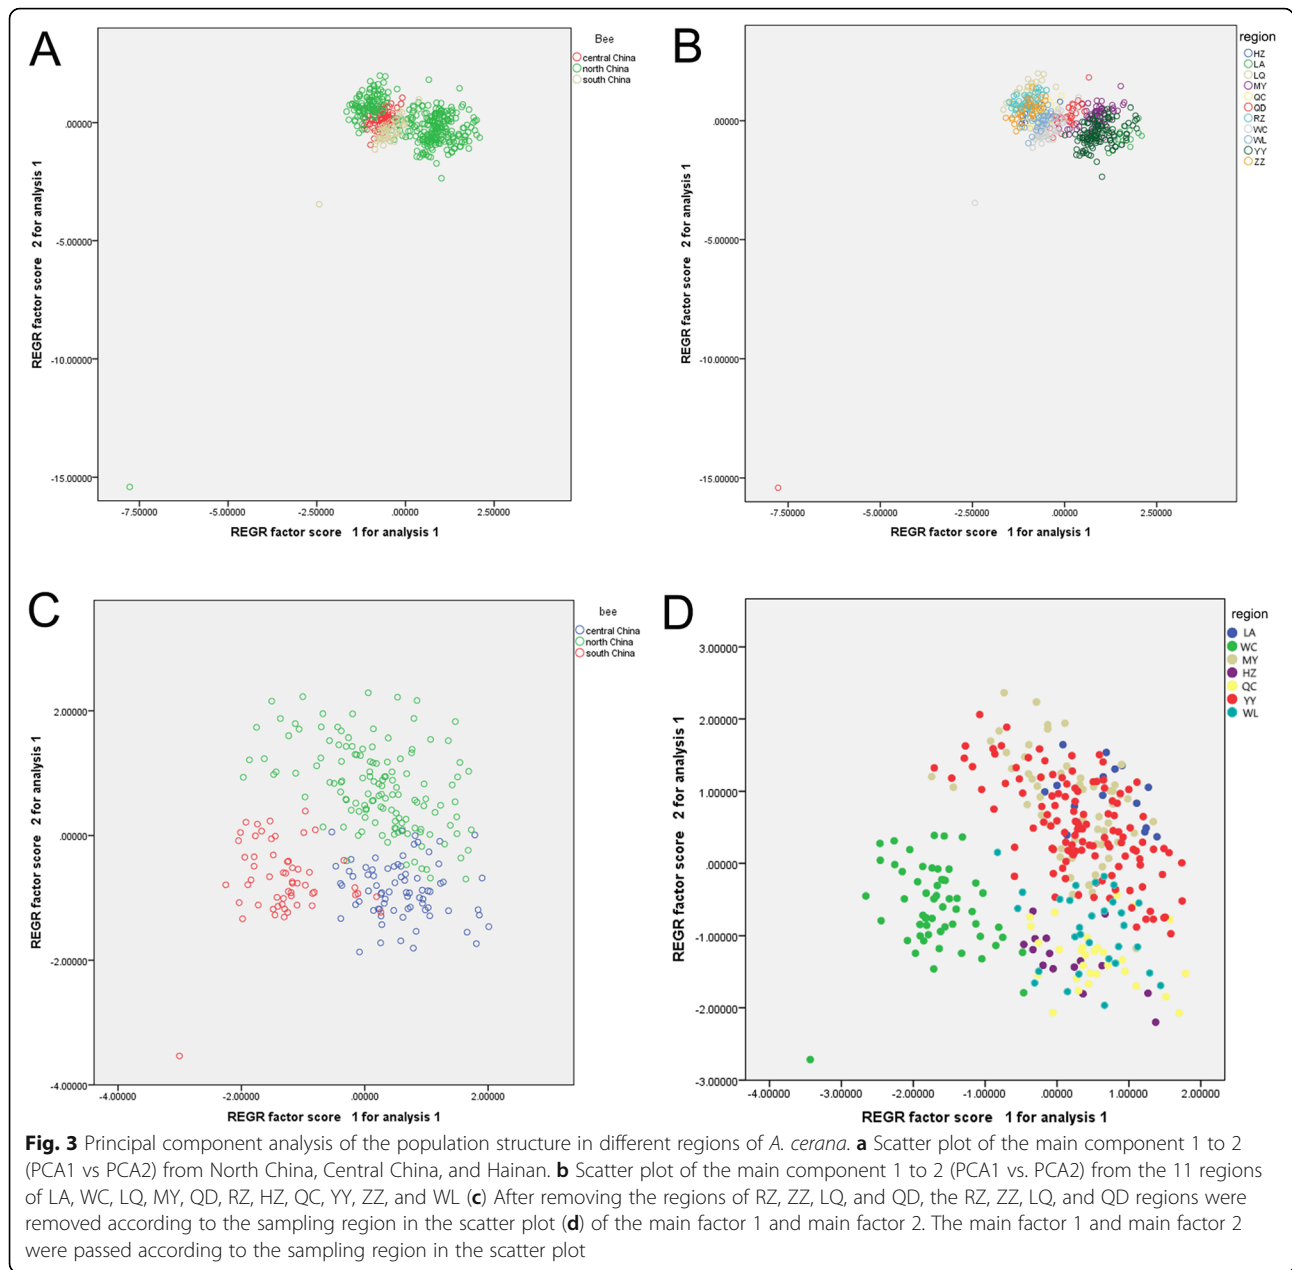 A
Bee
central China
north China
south China
.00000
-5.00000
-10.00000
-15.00000
REGR factor score 2 for analysis 1
-7.50000 -5.00000 -2.50000 .00000 2.50000
REGR factor score 1 for analysis 1
B
region
HZ
LA
LQ
MY
QC
QD
RZ
WC
WL
YY
ZZ
.00000
-5.00000
-10.00000
-15.00000
REGR factor score 2 for analysis 1
-7.50000 -5.00000 -2.50000 .00000 2.50000
REGR factor score 1 for analysis 1
C
bee
central China
north China
south China
2.00000
.00000
-2.00000
-4.00000
REGR factor score 2 for analysis 1
-4.00000 -2.00000 .00000 2.00000
REGR factor score 1 for analysis 1
D
region
LA
WC
MY
HZ
QC
YY
WL
3.00000
2.00000
1.00000
.00000
-1.00000
-2.00000
-3.00000
REGR factor score 2 for analysis 1
-4.00000 -3.00000 -2.00000 -1.00000 .00000 1.00000 2.00000
REGR factor score 1 for analysis 1
Fig. 3 Principal component analysis of the population structure in different regions of A. cerana. a Scatter plot of the main component 1 to 2
(PCA1 vs PCA2) from North China, Central China, and Hainan. b Scatter plot of the main component 1 to 2 (PCA1 vs. PCA2) from the 11 regions
of LA, WC, LQ, MY, QD, RZ, HZ, QC, YY, ZZ, and WL (c) After removing the regions of RZ, ZZ, LQ, and QD, the RZ, ZZ, LQ, and QD regions were
removed according to the sampling region in the scatter plot (d) of the main factor 1 and main factor 2. The main factor 1 and main factor 2
were passed according to the sampling region in the scatter plot